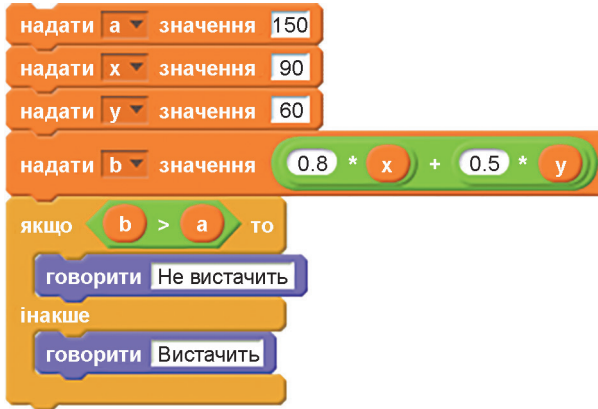 надати a значення 150
надати x значення 90
надати y значення 60
надати b значення 0.8 * x + 0.5 * y
якщо b > a то
говорити Не вистачить
інакше
говорити Вистачить